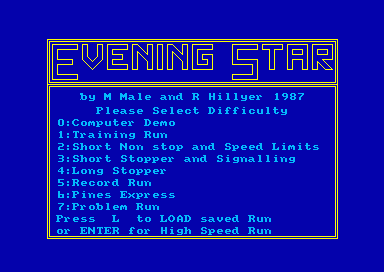 EVENING STAR
by M Male and R Hillyer 1987
Please Select Difficulty
0:Computer Demo
1:Training Run
2:Short Non stop and Speed Limits
3:Short Stopper and Signalling
4:Long Stopper
5:Record Run
6:Pines Express
7:Problem Run
Press L to LOAD saved Run
or ENTER for High Speed Run